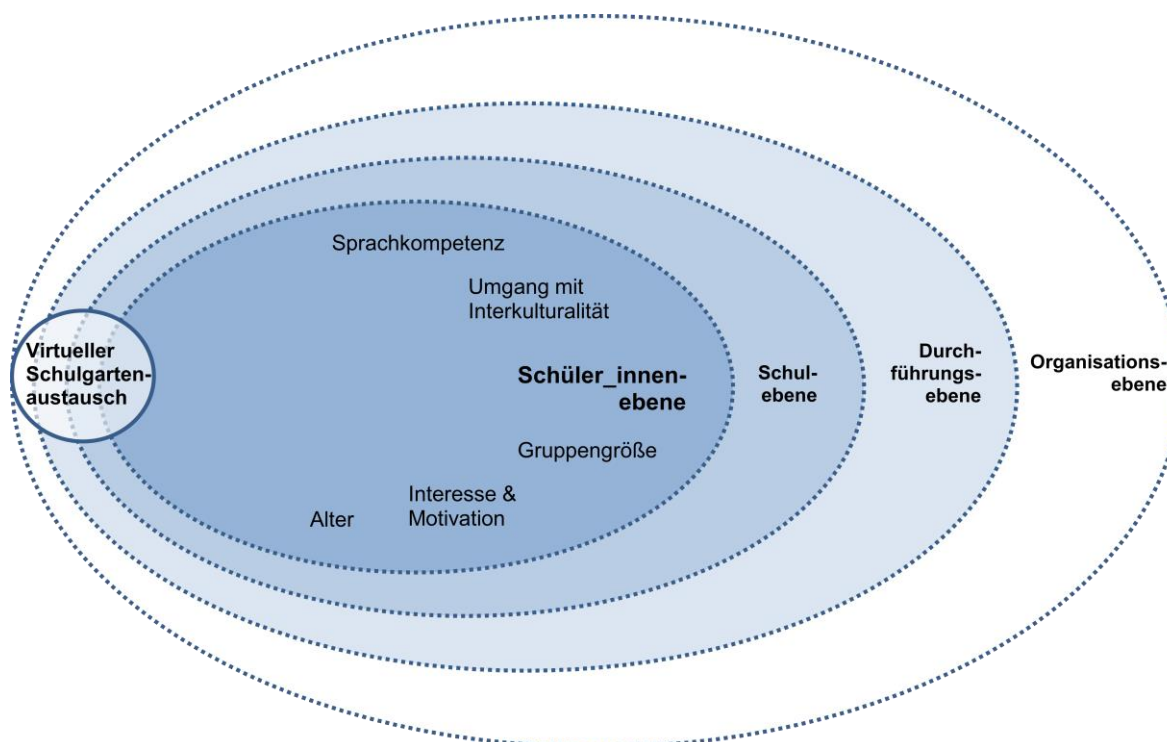 Sprachkompetenz
Umgang mit
Interkulturalität
Virtueller
Schulgarten-
austausch
Schüler_innen-
ebene
Schul-
ebene
Durch-
führungs-
ebene
Organisations-
ebene
Gruppengröße
Interesse &
Motivation
Alter